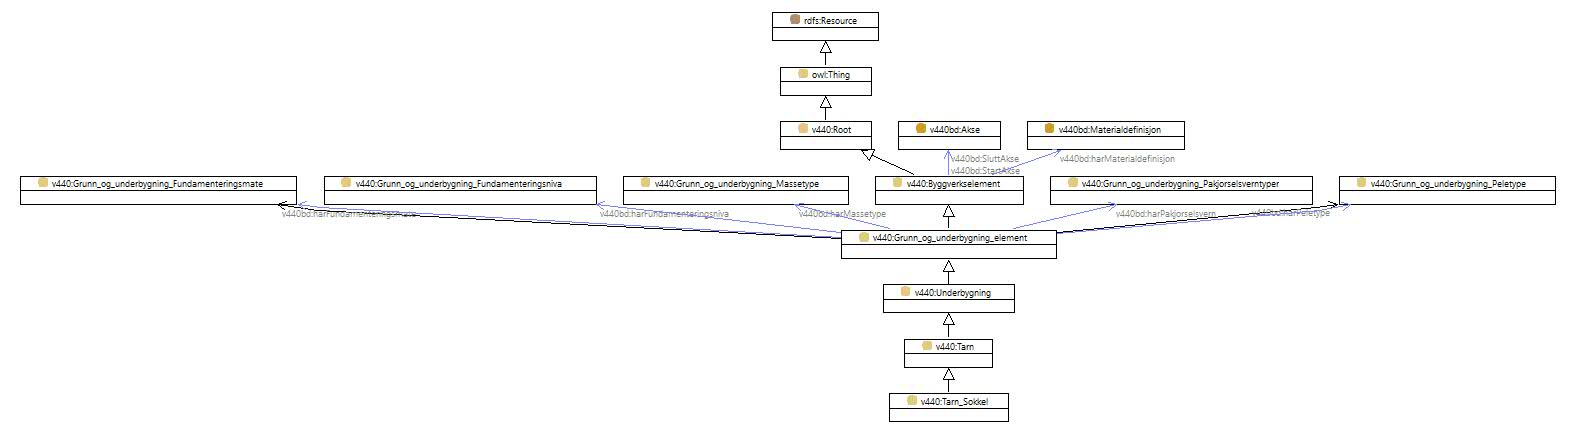 rdfs:Resource
owl:Thing
v440:Root
v440bd:Akse
v440bd:Materialdefinisjon
v440bd:SluttAkse
v440bd:harMaterialdefinisjon
v440bd:StartAkse
v440:Grunn_og_underbygning_Fundamenteringsmate
v440:Grunn_og_underbygning_Fundamenteringsniva
v440:Grunn_og_underbygning_Massetype
v440:Byggverkselement
v440:Grunn_og_underbygning_Pakjorselsverntyper
v440:Grunn_og_underbygning_Peletype
v440bd:harFundamenteringsmate
v440bd:harFundamenteringsniva
v440bd:harMassetype
v440bd:harPakjorselsvern
v440bd:harPeletype
v440:Grunn_og_underbygning_element
v440:Underbygning
v440:Tarn
v440:Tarn_Sokkel